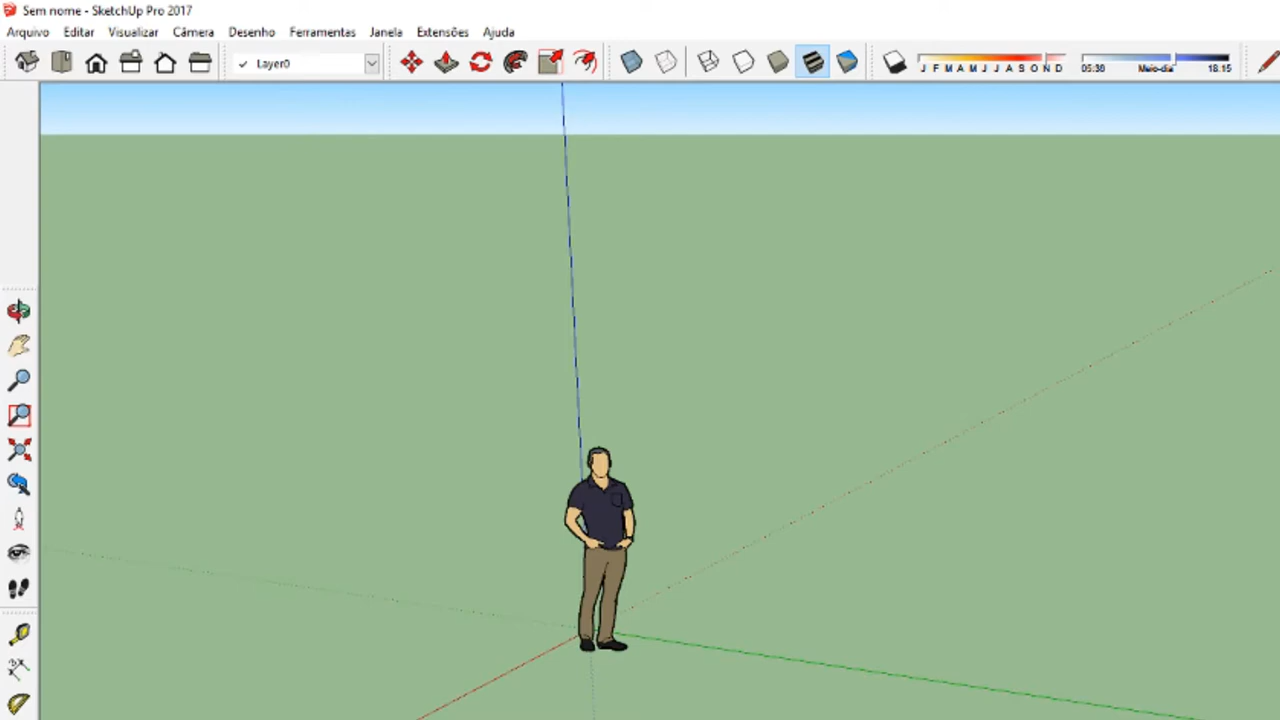 Sem nome - SketchUp Pro 2017
Arquivo Editar Visualizar Câmera Desenho Ferramentas Janela Extensões Ajuda
Layer0
J F M A M J J A S O N D
05:38 Meio-dia 18:15